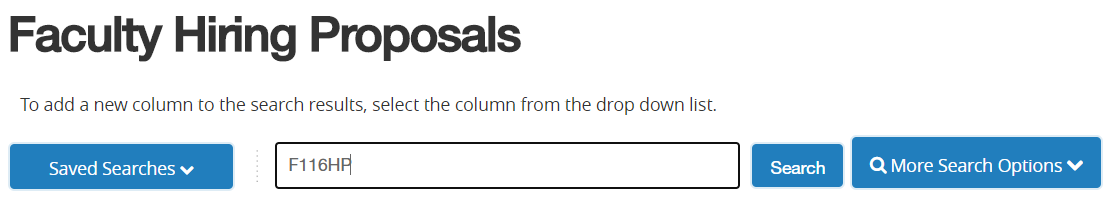 Faculty Hiring Proposals
To add a new column to the search results, select the column from the drop down list.
Saved Searches F116HP Search More Search Options